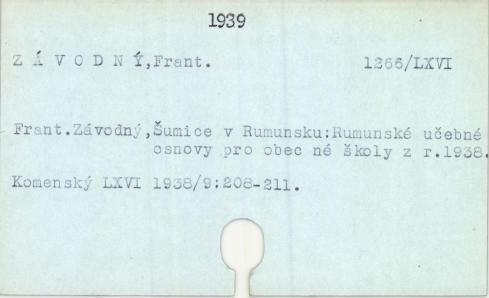 1939
Z Á V O D N Ý,Frant. 1266/LXVI
Frant.Závodný,Šumice v Rumunsku:Rumunské učebné
osnovy pro obec né školy z r.1938.
Komenský LXVI 1938/9:208-211.